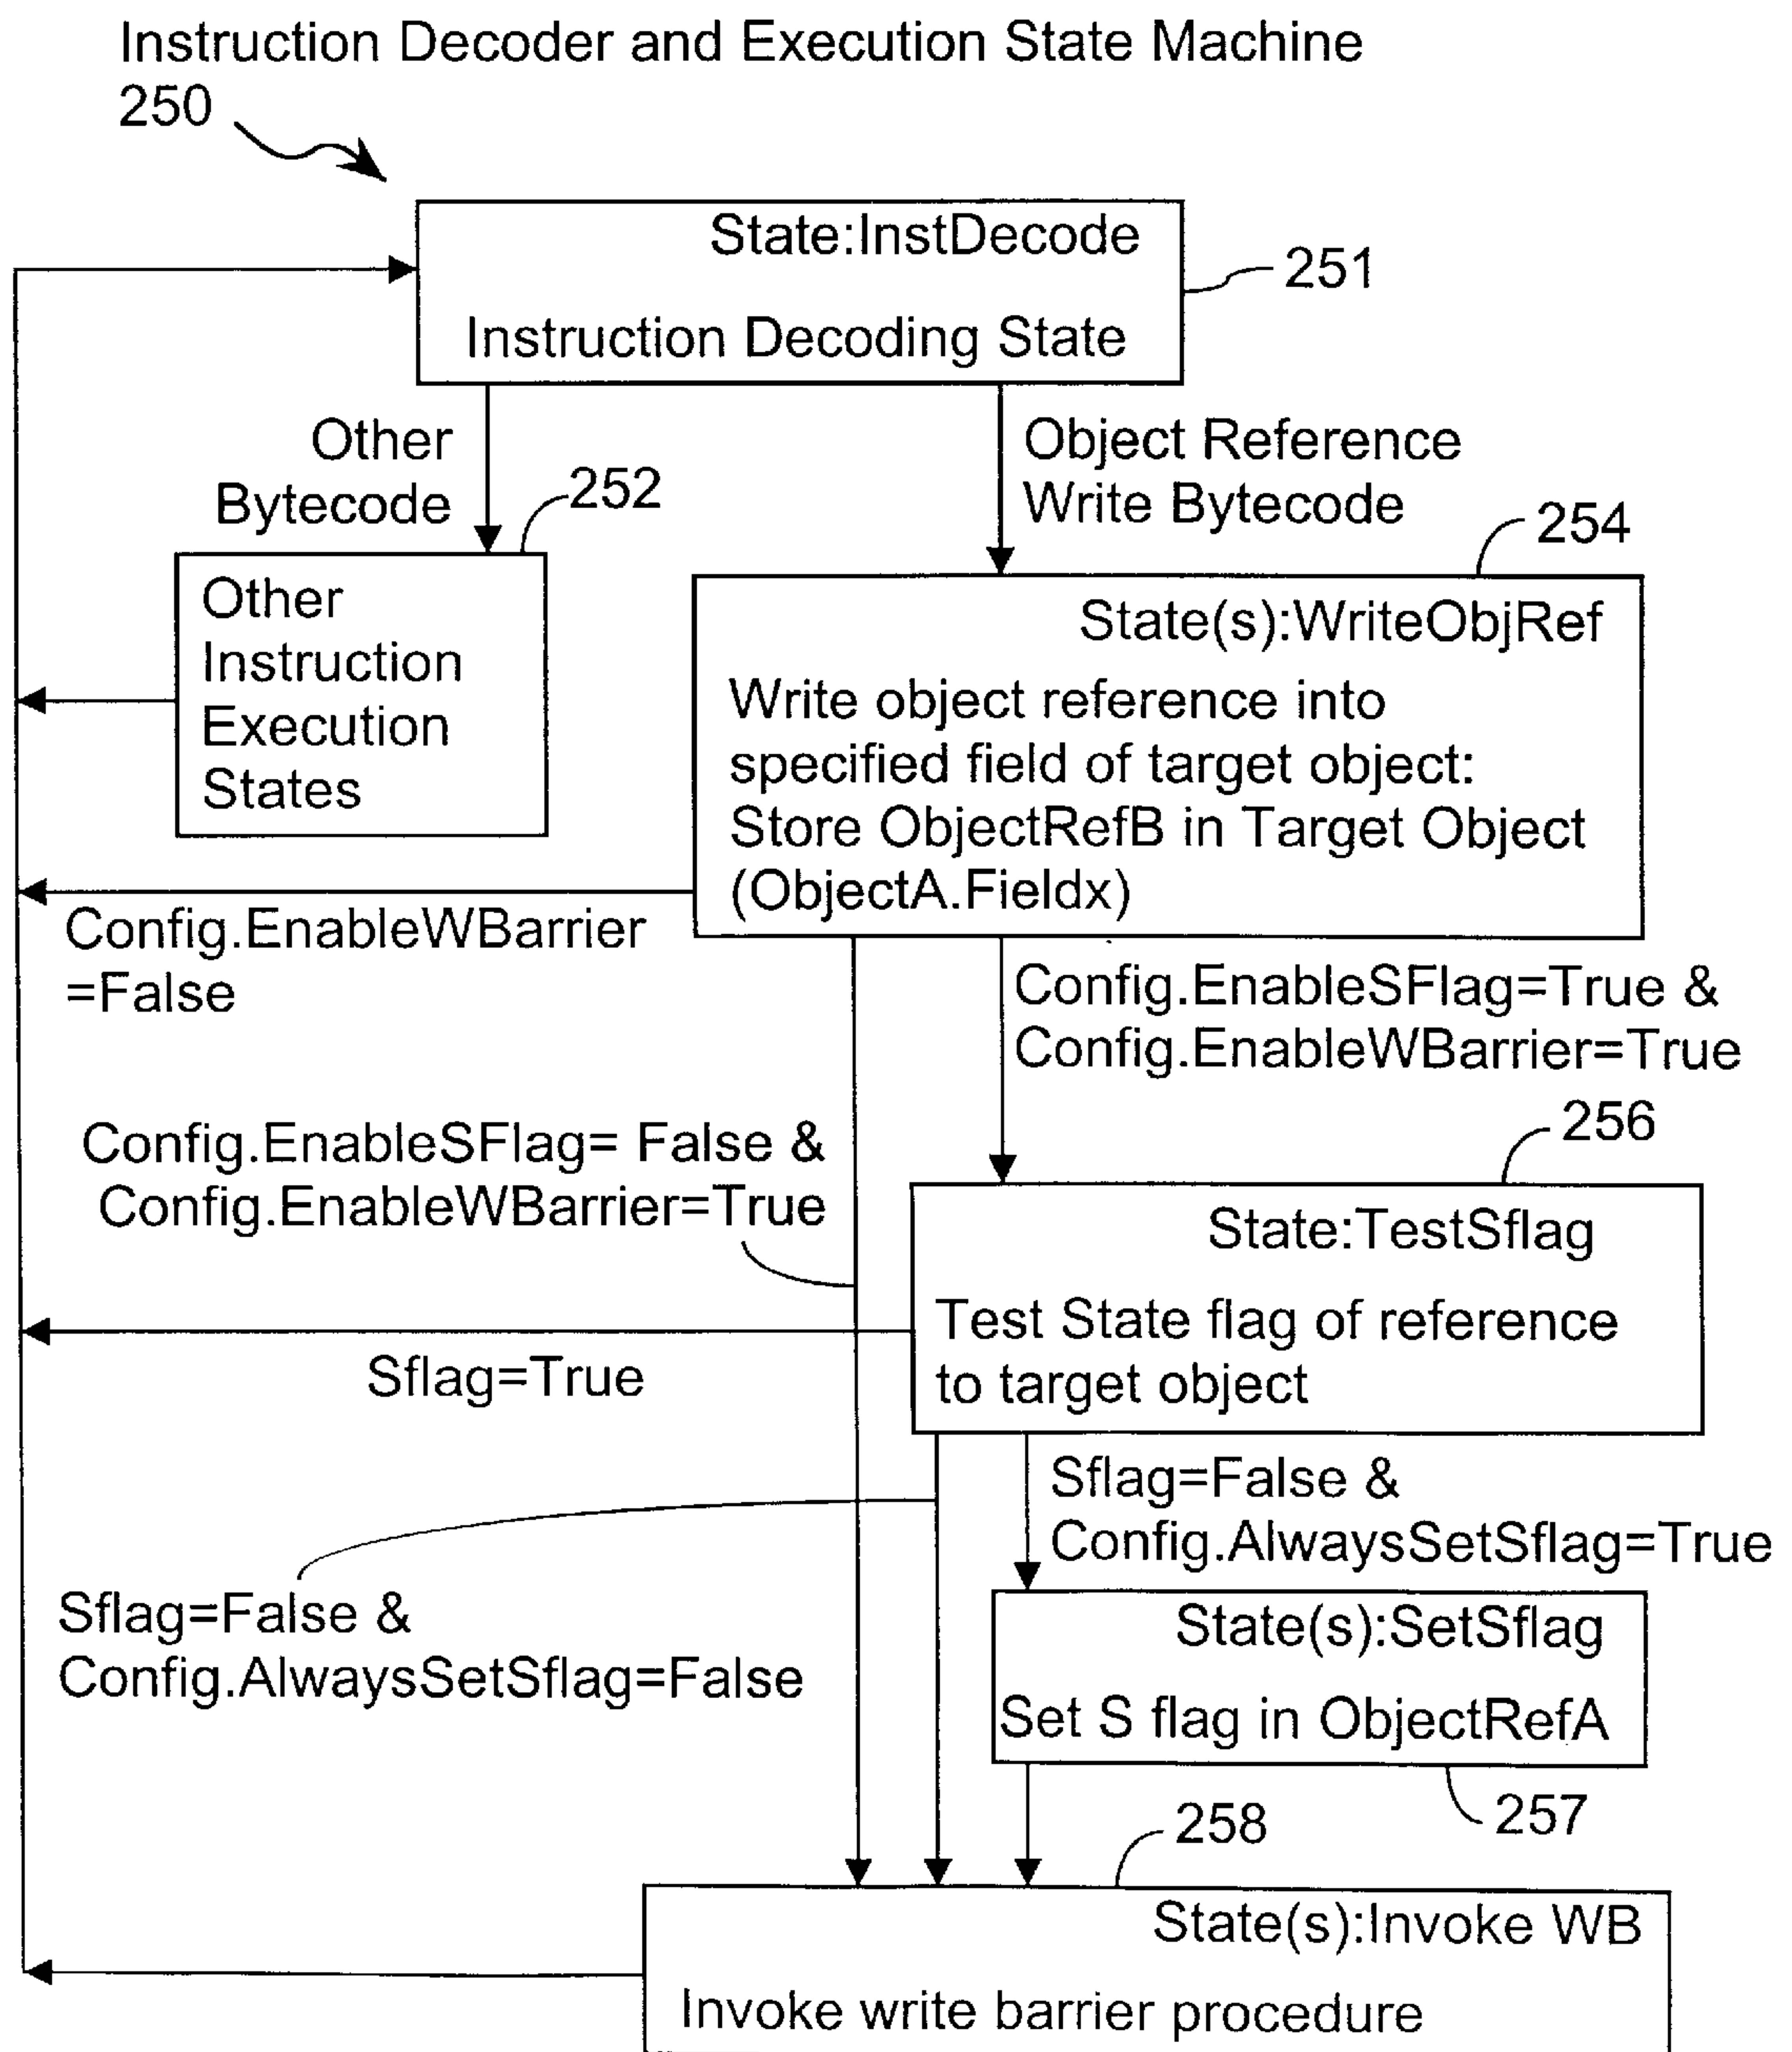 Instruction Decoder and Execution State Machine
250
State:InstDecode
251
Instruction Decoding State
Other
Bytecode
252
Object Reference
Write Bytecode
254
Other
Instruction
Execution
States
State(s):WriteObjRef
Write object reference into
specified field of target object:
Store ObjectRefB in Target Object
(ObjectA.Fieldx)
Config.EnableWBarrier
=False
Config.EnableSFlag=True &
Config.EnableWBarrier=True
Config.EnableSFlag= False &
Config.EnableWBarrier=True
256
State:TestSflag
Test State flag of reference
to target object
Sflag=True
Sflag=False &
Config.AlwaysSetSflag=True
Sflag=False &
Config.AlwaysSetSflag=False
State(s):SetSflag
Set S flag in ObjectRefA
257
258
State(s):Invoke WB
Invoke write barrier procedure